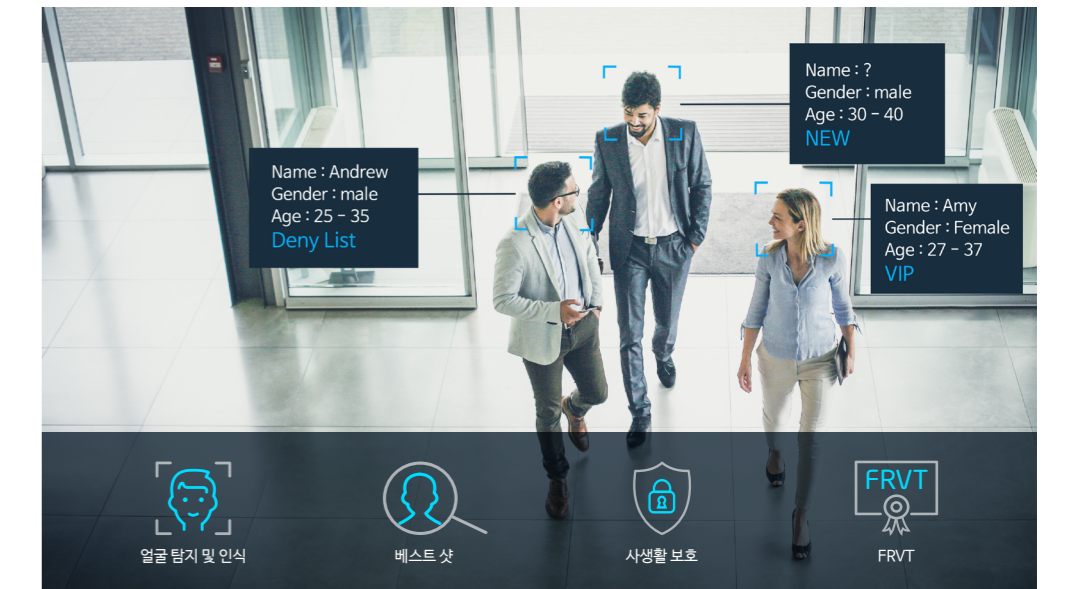 Name : ?
Gender : male
Age : 30 - 40
NEW
Name : Andrew
Gender : male
Age : 25 - 35
Deny List
Name : Amy
Gender : Female
Age : 27 - 37
VIP
FRVT
얼굴 탐지 및 인식
베스트 샷
사생활 보호
FRVT